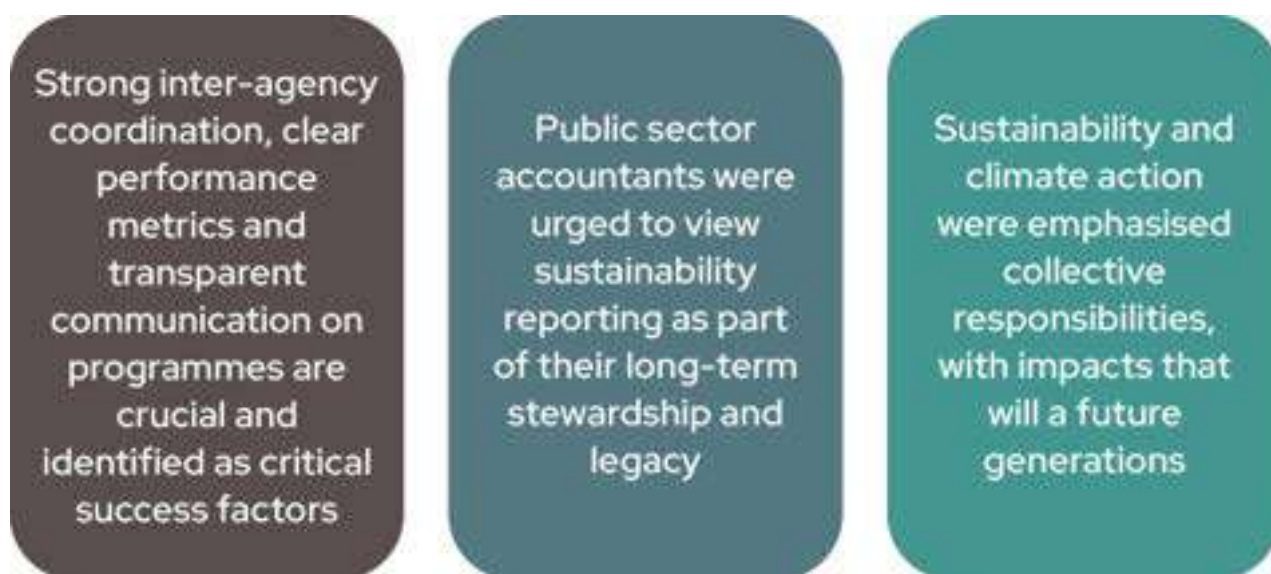 Strong inter-agency
coordination, clear
performance
metrics and
transparent
communication on
programmes are
crucial and
identified as critical
success factors
Public sector
accountants were
urged to view
sustainability
reporting as part
of their long-term
stewardship and
legacy
Sustainability and
climate action
were emphasised
collective
responsibilities,
with impacts that
will a future
generations